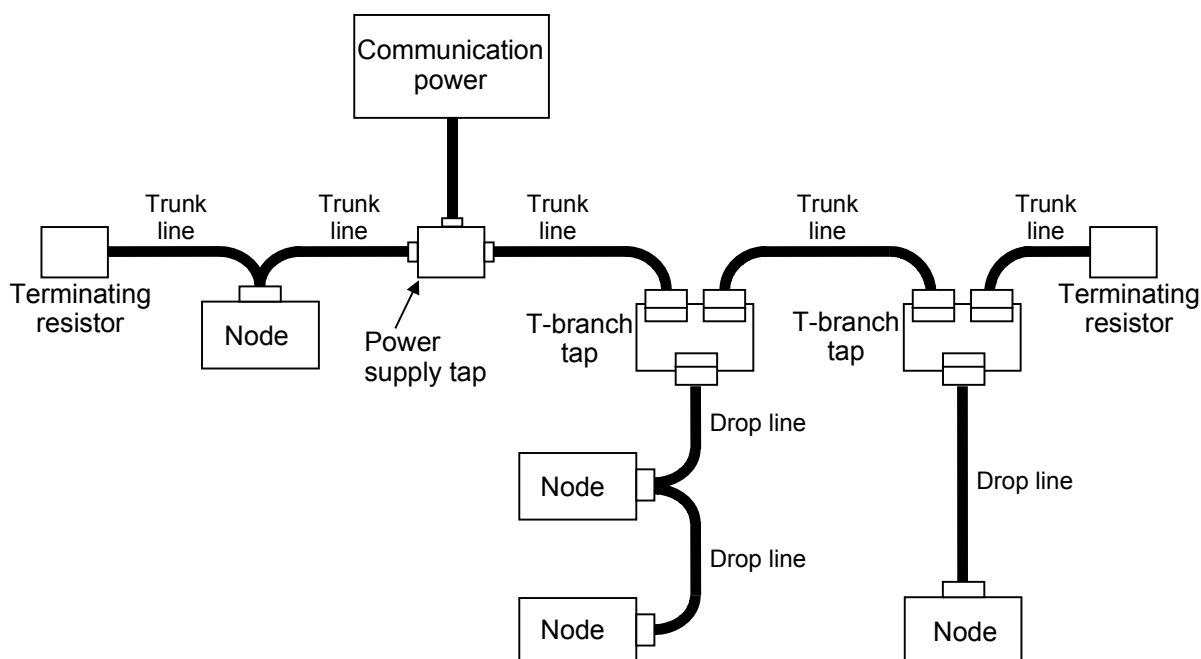 Communication
power
Trunk
line
Trunk
line
Trunk
line
Trunk
line
Trunk
line
Terminating
resistor
Node
Power
supply tap
T-branch
tap
T-branch
tap
Terminating
resistor
Drop line
Node
Drop line
Drop line
Node
Node